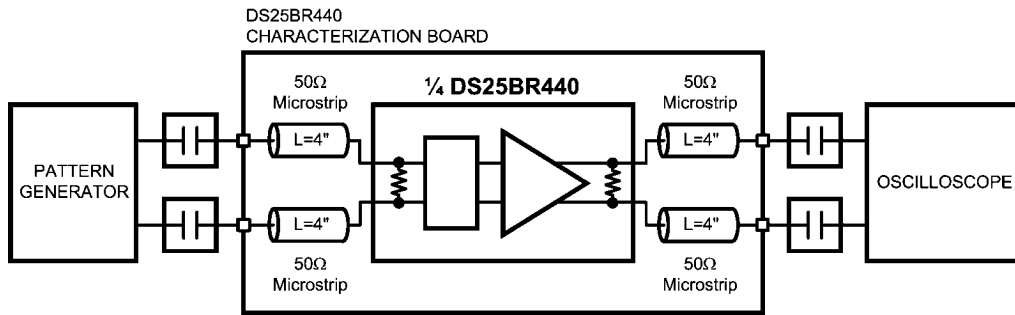 DS25BR440
CHARACTERIZATION BOARD
50Ω
Microstrip
¼ DS25BR440
50Ω
Microstrip
L=4"
L=4"
PATTERN
GENERATOR
OSCILLOSCOPE
L=4"
L=4"
50Ω
Microstrip
50Ω
Microstrip